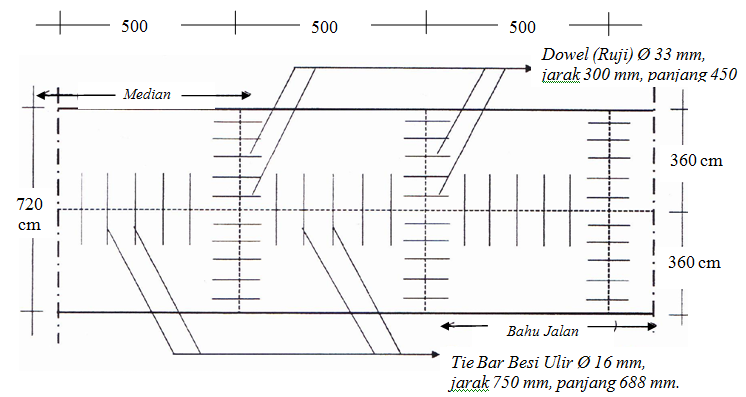 500
500
500
Dowel (Ruji) Ø 33 mm,
jarak 300 mm, panjang 450
Median
360 cm
720
cm
360 cm
Bahu Jalan
Tie Bar Besi Ulir Ø 16 mm,
jarak 750 mm, panjang 688 mm.